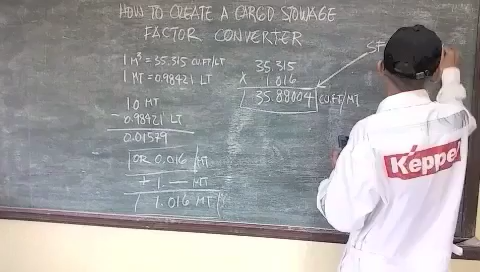 HOW TO CREATE A CARGO STOWAGE
FACTOR CONVERTER
1 M³ = 35.315 CUFT/LT
1 MT = 0.98421 LT
10 MT
- 0.98421 LT
0.01579
OR 0.016 /MT
+ 1.— MT
1.016 MT/
35.315
X 1.016
35.88004 CUFT/MT
ST
Keppel